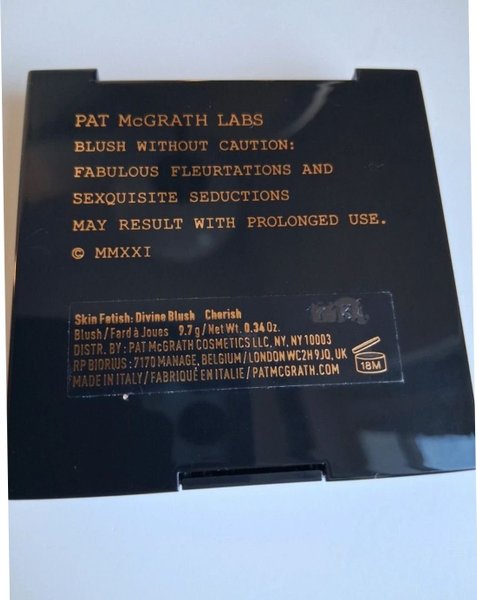 PAT McGRATH LABS
BLUSH WITHOUT CAUTION:
FABULOUS FLEURTATIONS AND
SEXQUISITE SEDUCTIONS
MAY RESULT WITH PROLONGED USE.
© MMXXI
Skin Fetish: Divine Blush Cherish
Blush / Fard à Joues 9.7 g / Net Wt. 0.34 Oz.
DISTR. BY : PAT McGRATH COSMETICS LLC, NY, NY 10003
RP BIORIUS : 7170 MANAGE, BELGIUM / LONDON WC2H 9JQ, UK
MADE IN ITALY / FABRIQUÉ EN ITALIE / PATMCGRATH.COM
18M